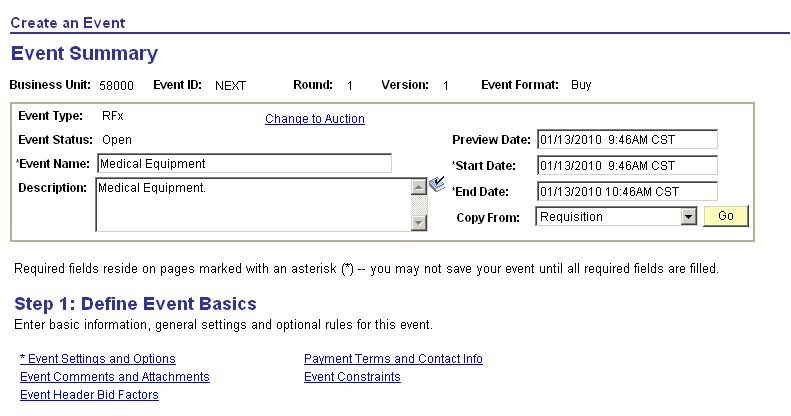 Create an Event
Event Summary
Business Unit: 58000 Event ID: NEXT Round: 1 Version: 1 Event Format: Buy
Event Type: RFx Change to Auction
Event Status: Open Preview Date: 01/13/2010 9:46AM CST
*Event Name: Medical Equipment *Start Date: 01/13/2010 9:46AM CST
Description: Medical Equipment. *End Date: 01/13/2010 10:46AM CST
Copy From: Requisition Go
Required fields reside on pages marked with an asterisk (*) -- you may not save your event until all required fields are filled.
Step 1: Define Event Basics
Enter basic information, general settings and optional rules for this event.
* Event Settings and Options Payment Terms and Contact Info
Event Comments and Attachments Event Constraints
Event Header Bid Factors